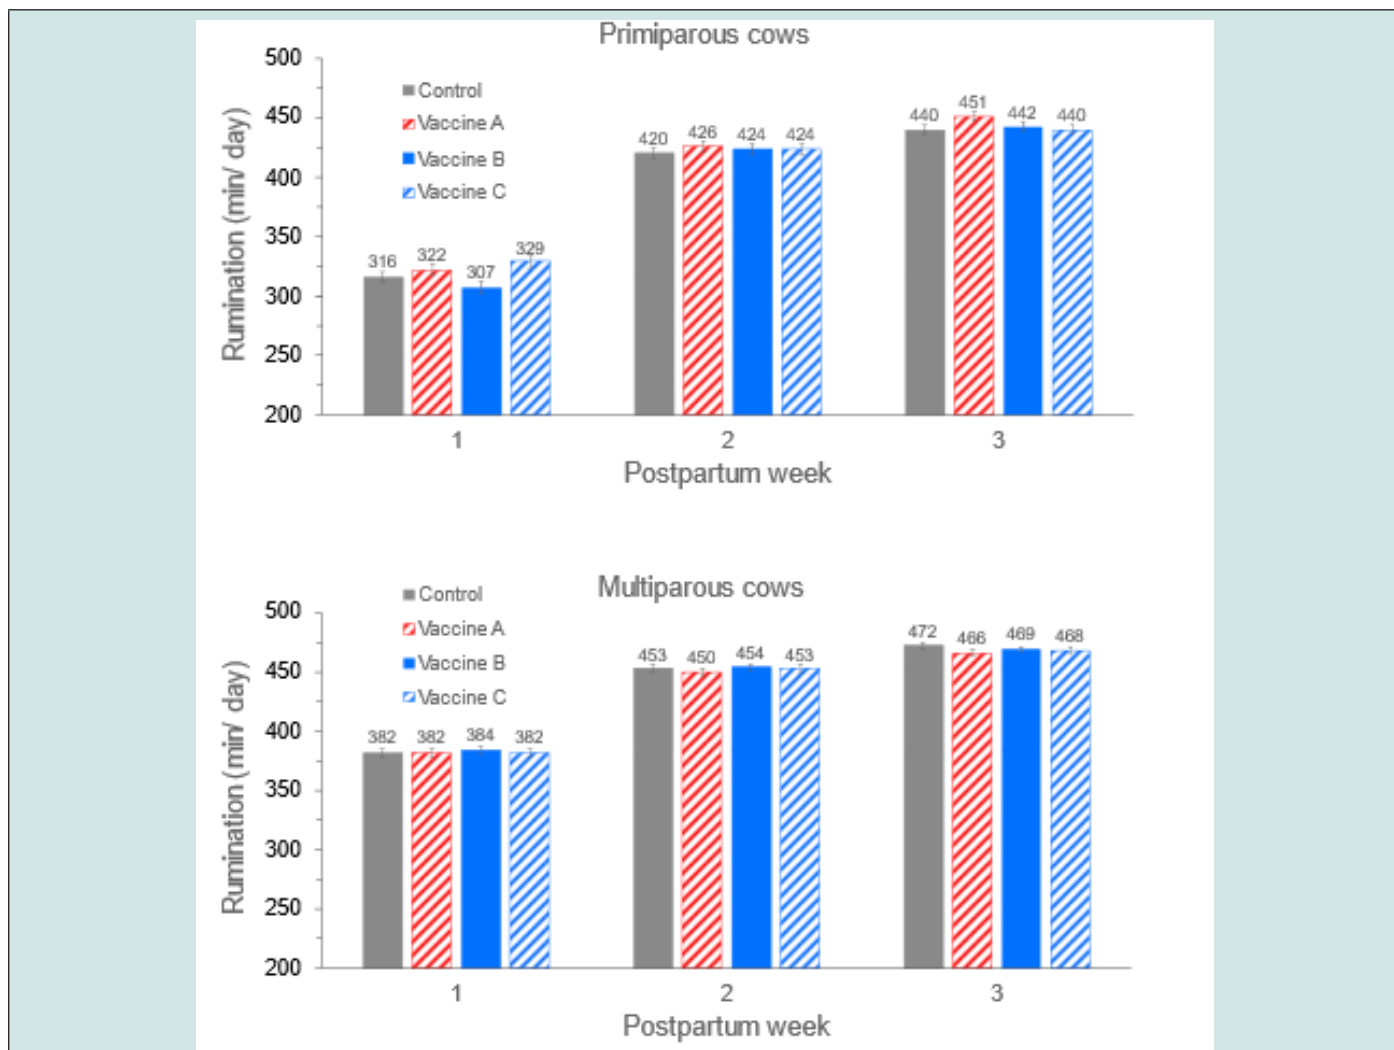 Primiparous cows
500
450
400
350
300
250
200
Rumination (min/ day)
Control
Vaccine A
Vaccine B
Vaccine C
316 322 307 329
420 426 424 424
440 451 442 440
1 2 3
Postpartum week
Multiparous cows
500
450
400
350
300
250
200
Rumination (min/ day)
Control
Vaccine A
Vaccine B
Vaccine C
382 382 384 382
453 450 454 453
472 466 469 468
1 2 3
Postpartum week